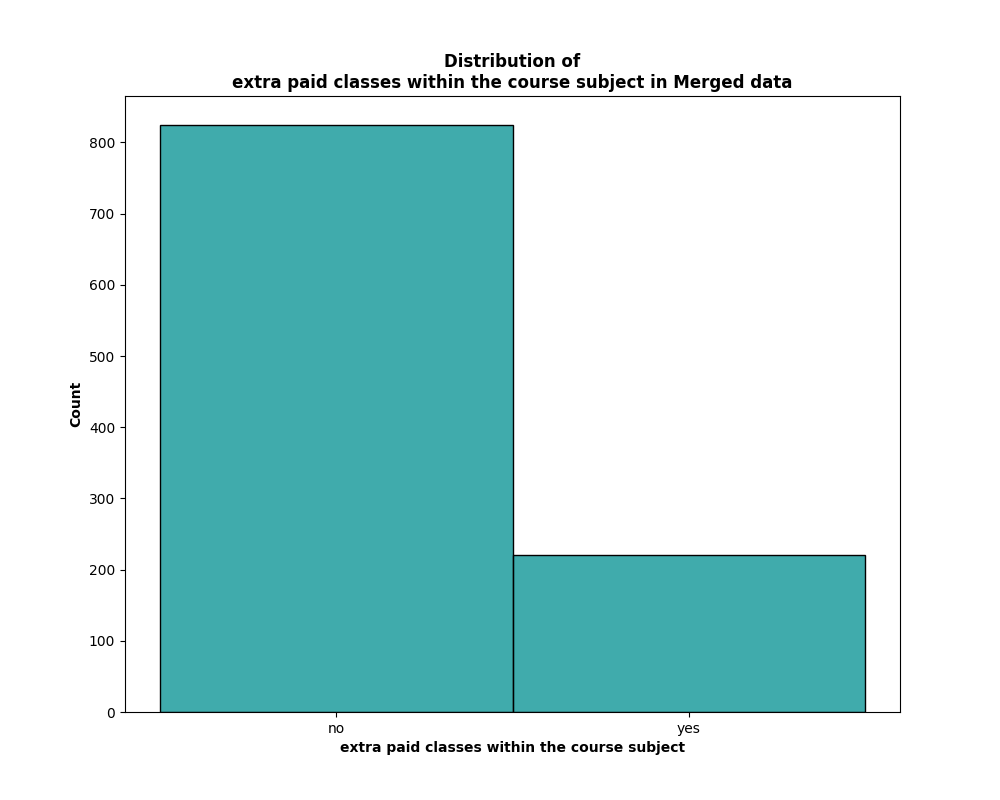 Distribution of
extra paid classes within the course subject in Merged data
800
700
600
500
400
300
200
100
0
Count
no
yes
extra paid classes within the course subject